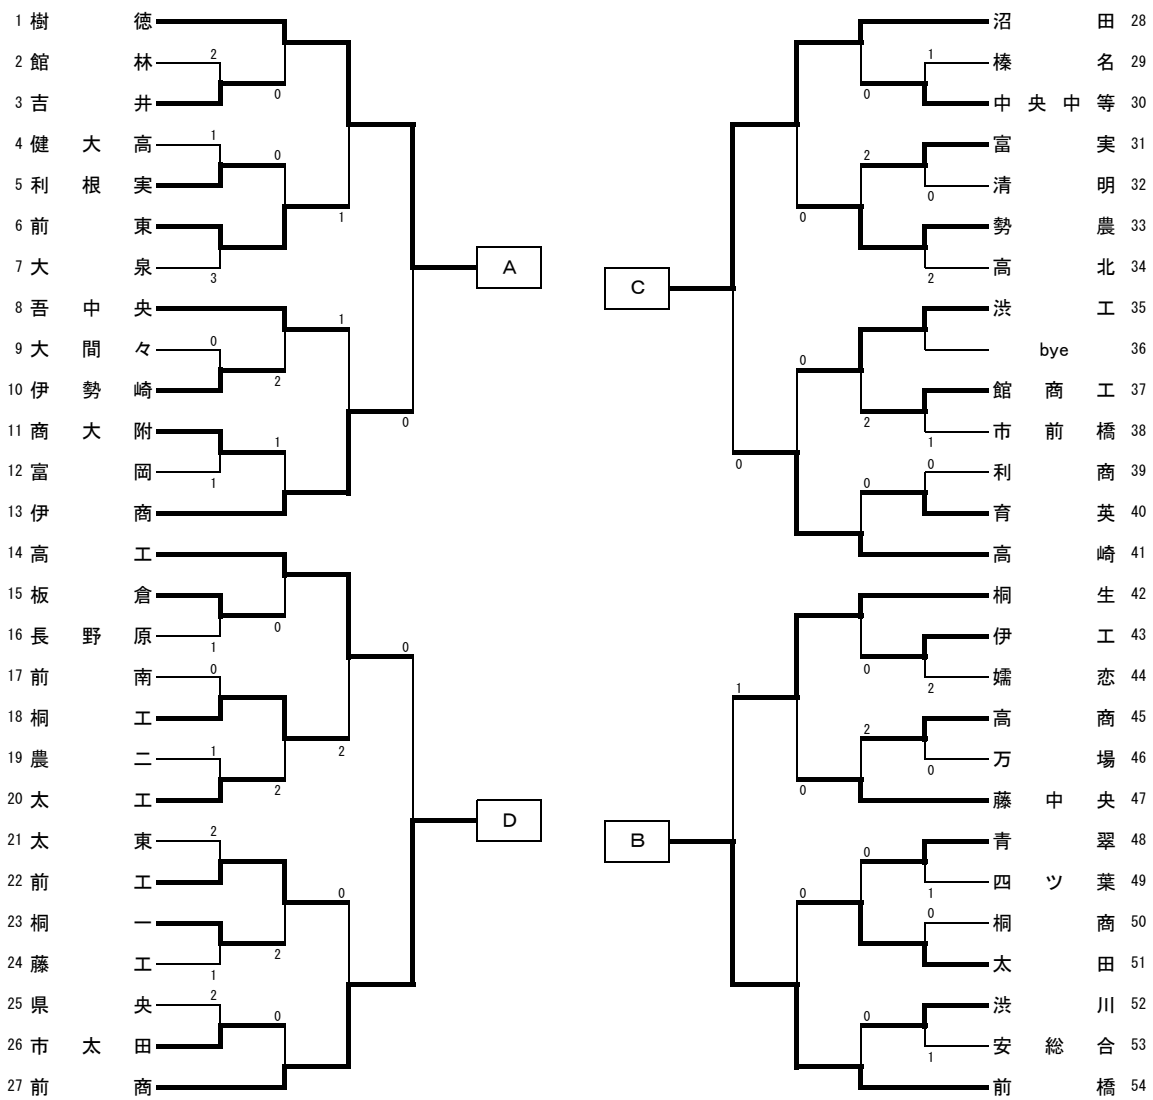 1 樹徳
2 館林
2
3 吉井
0
4 健大高
1
0
5 利根実
6 前東
1
7 大泉
3
A
8 吾中央
1
9 大間々
0
2
10 伊勢崎
0
11 商大附
1
12 富岡
1
13 伊商
14 高工
15 板倉
0
16 長野原
1
0
17 前南
0
18 桐工
2
19 農二
1
2
20 太工
D
21 太東
2
22 前工
0
23 桐一
2
24 藤工
1
25 県央
2
0
26 市太田
27 前商
沼田 28
1
榛名 29
0
中央中等 30
富実 31
2
清明 32
0
0
勢農 33
高北 34
2
C
渋工 35
bye 36
0
館商工 37
2
市前橋 38
1
0
利商 39
0
0
育英 40
高崎 41
桐生 42
伊工 43
0
嬬恋 44
2
1
高商 45
2
万場 46
0
0
藤中央 47
B
青翠 48
0
四ツ葉 49
1
0
桐商 50
0
太田 51
渋川 52
0
安総合 53
1
前橋 54